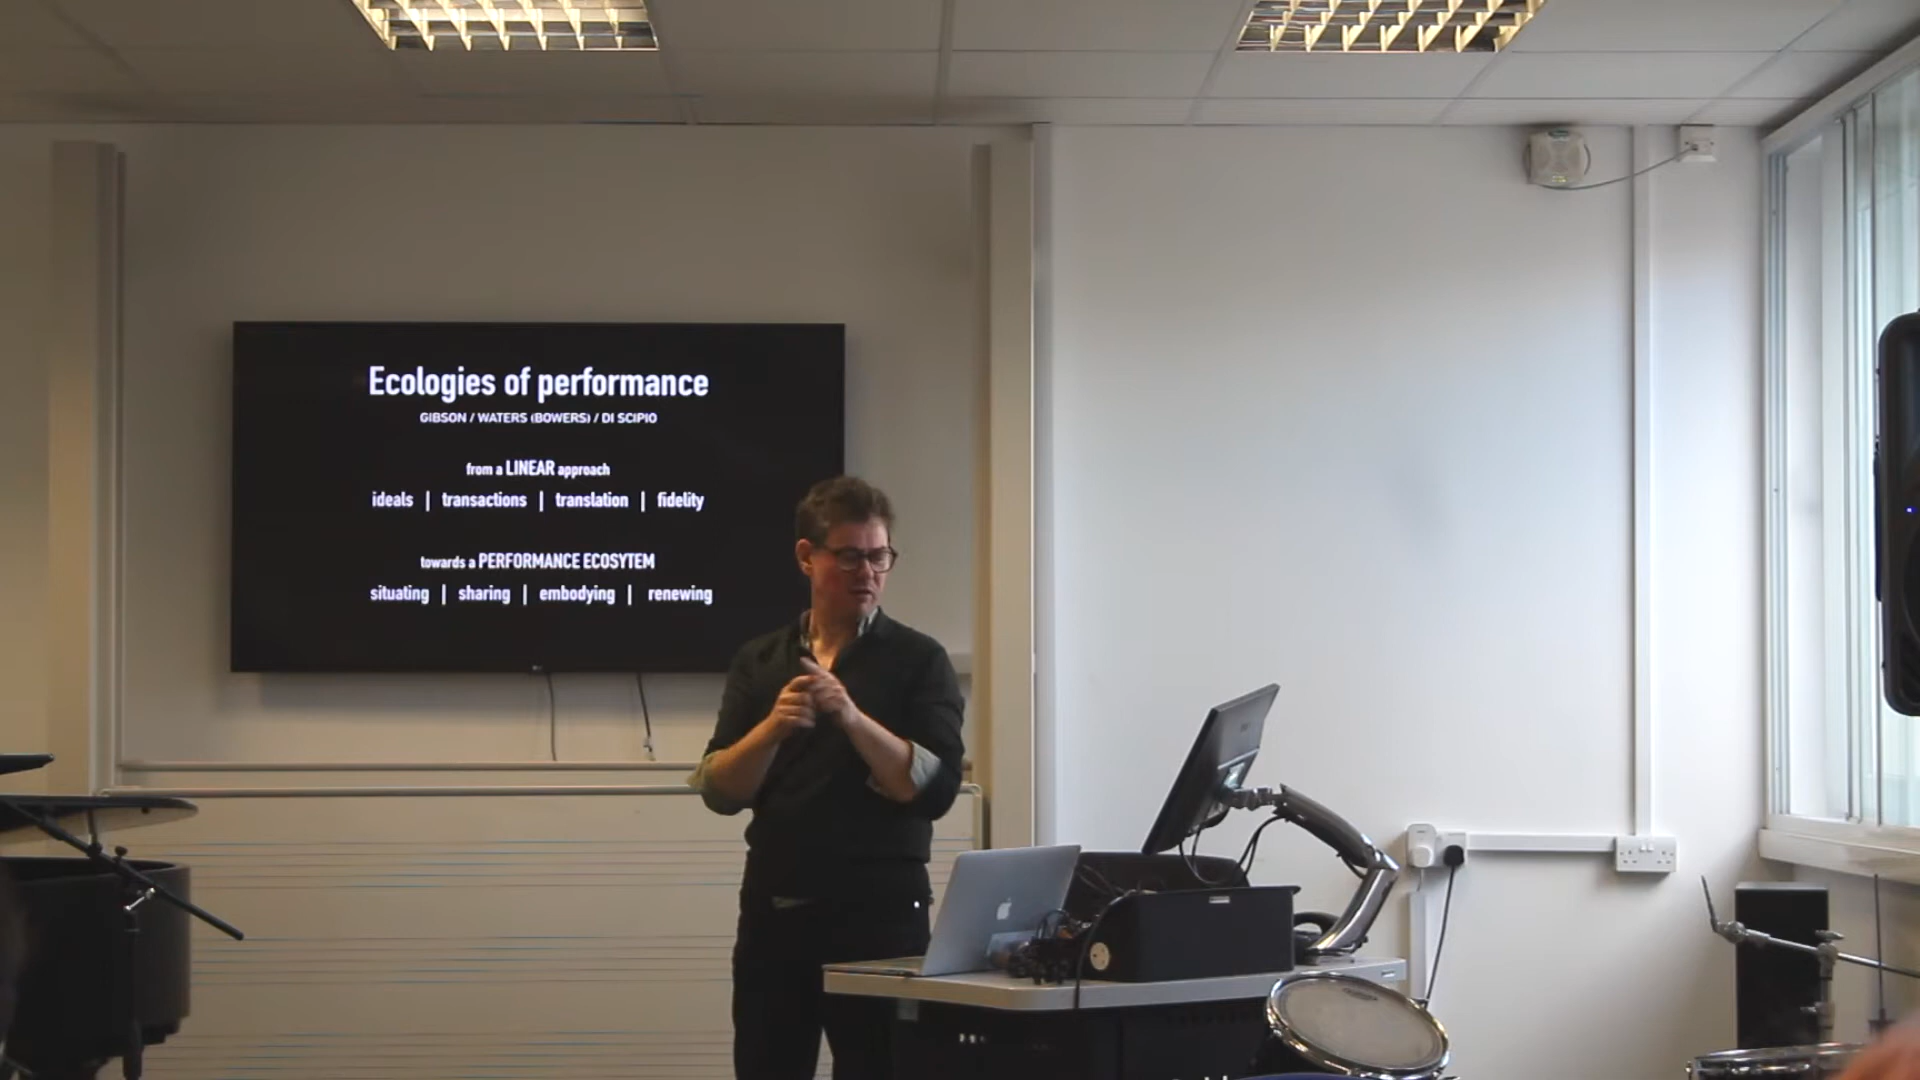 Ecologies of performance
GIBSON / WATERS (BOWERS) / DI SCIPIO
from a LINEAR approach
ideals | transactions | translation | fidelity
towards a PERFORMANCE ECOSYTEM
situating | sharing | embodying | renewing